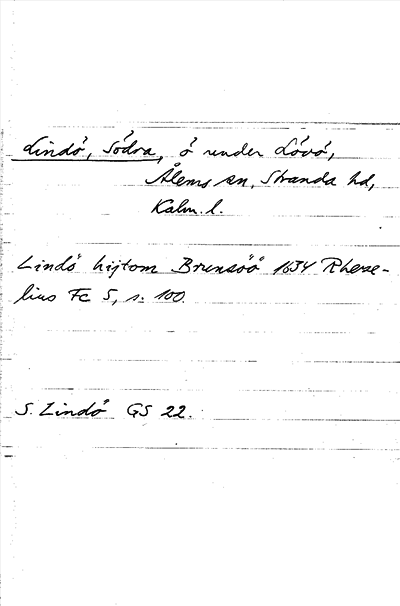 Lindö, Södra, ö under Lövö,
Ålems sn, Stranda hd,
Kalm. l.
Lindö hijtom Brunsöö 1634 Rhese-
lius Fc 5, s. 100.
S. Lindö GS 22.